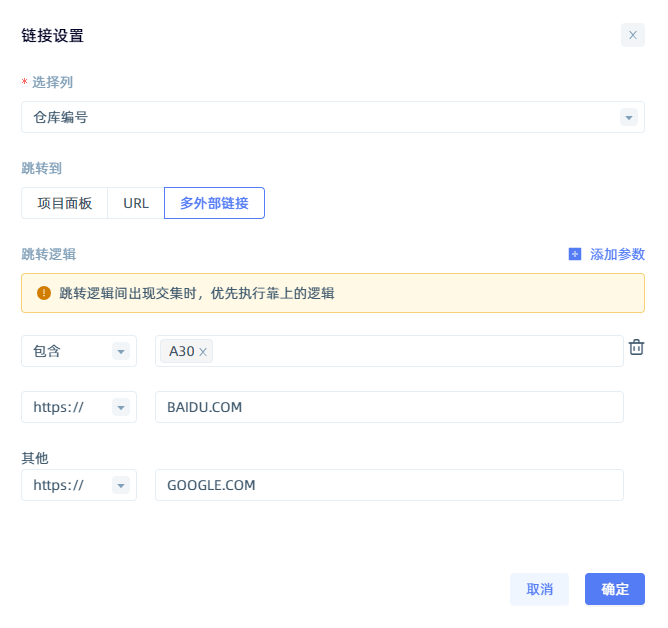 链接设置
* 选择列
仓库编号
跳转到
项目面板 URL 多外部链接
跳转逻辑 添加参数
跳转逻辑间出现交集时，优先执行靠上的逻辑
包含 A30
https:// BAIDU.COM
其他
https:// GOOGLE.COM
取消 确定